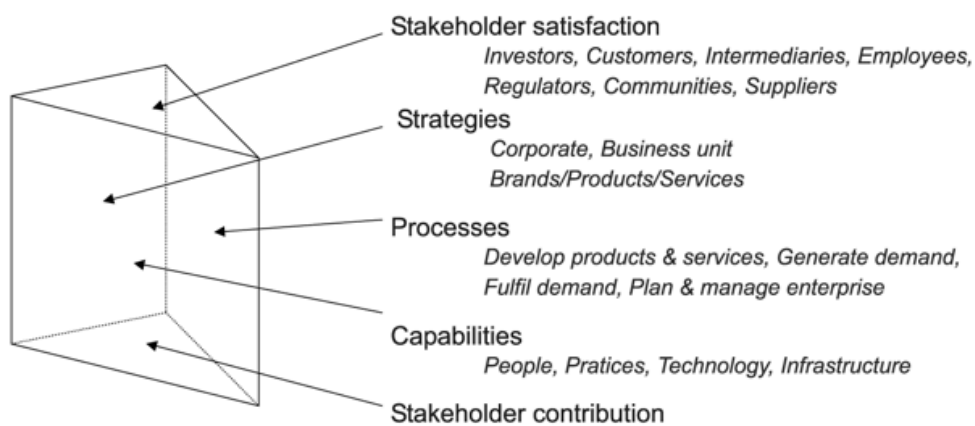 Stakeholder satisfaction
Investors, Customers, Intermediaries, Employees,
Regulators, Communities, Suppliers
Strategies
Corporate, Business unit
Brands/Products/Services
Processes
Develop products & services, Generate demand,
Fulfil demand, Plan & manage enterprise
Capabilities
People, Pratices, Technology, Infrastructure
Stakeholder contribution